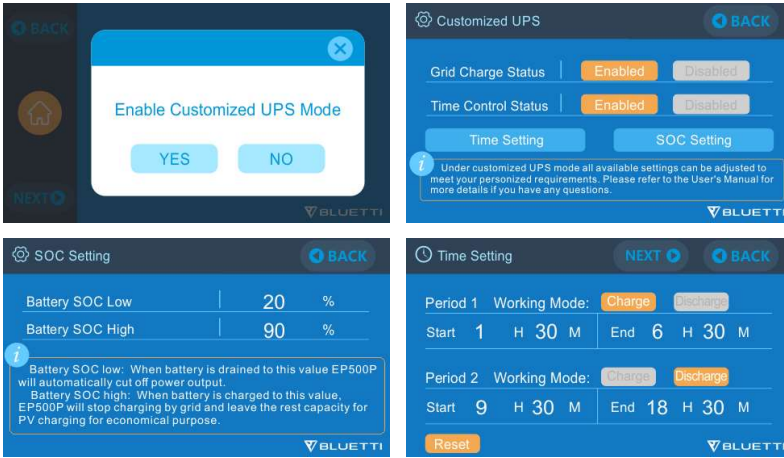 BACK
Enable Customized UPS Mode
YES NO
NEXT
BLUETTI
Customized UPS BACK
Grid Charge Status Enabled Disabled
Time Control Status Enabled Disabled
Time Setting SOC Setting
i
Under customized UPS mode all available settings can be adjusted to
meet your personized requirements. Please refer to the User's Manual for
more details if you have any questions.
BLUETTI
SOC Setting BACK
Battery SOC Low 20 %
Battery SOC High 90 %
i
Battery SOC low: When battery is drained to this value EP500P
will automatically cut off power output.
Battery SOC high: When battery is charged to this value,
EP500P will stop charging by grid and leave the rest capacity for
PV charging for economical purpose.
BLUETTI
Time Setting NEXT BACK
Period 1 Working Mode: Charge Discharge
Start 1 H 30 M End 6 H 30 M
Period 2 Working Mode: Charge Discharge
Start 9 H 30 M End 18 H 30 M
Reset
BLUETTI